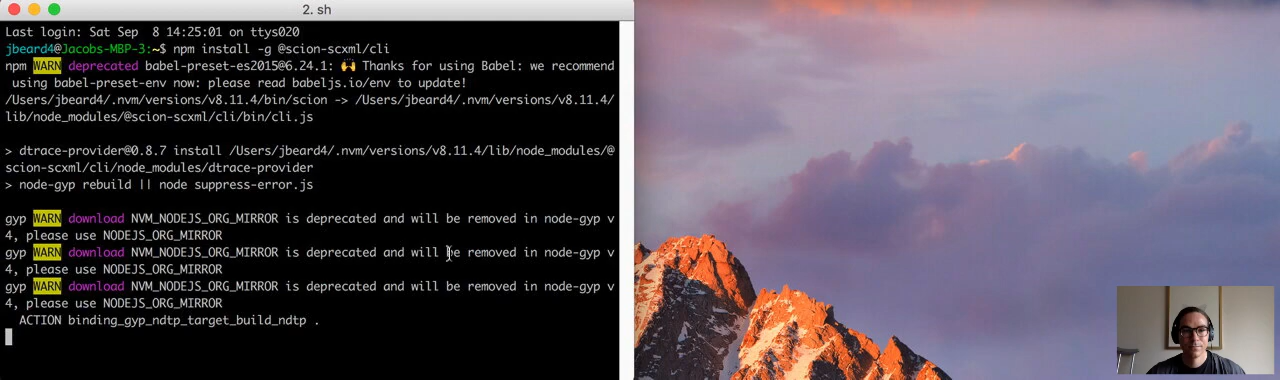 2. sh
Last login: Sat Sep  8 14:25:01 on ttys020
jbeard4@Jacobs-MBP-3:~$ npm install -g @scion-scxml/cli
npm WARN deprecated babel-preset-es2015@6.24.1: 🙌 Thanks for using Babel: we recommend
 using babel-preset-env now: please read babeljs.io/env to update!
/Users/jbeard4/.nvm/versions/v8.11.4/bin/scion -> /Users/jbeard4/.nvm/versions/v8.11.4/
lib/node_modules/@scion-scxml/cli/bin/cli.js
> dtrace-provider@0.8.7 install /Users/jbeard4/.nvm/versions/v8.11.4/lib/node_modules/@
scion-scxml/cli/node_modules/dtrace-provider
> node-gyp rebuild || node suppress-error.js
gyp WARN download NVM_NODEJS_ORG_MIRROR is deprecated and will be removed in node-gyp v
4, please use NODEJS_ORG_MIRROR
gyp WARN download NVM_NODEJS_ORG_MIRROR is deprecated and will be removed in node-gyp v
4, please use NODEJS_ORG_MIRROR
gyp WARN download NVM_NODEJS_ORG_MIRROR is deprecated and will be removed in node-gyp v
4, please use NODEJS_ORG_MIRROR
  ACTION binding_gyp_ndtp_target_build_ndtp .